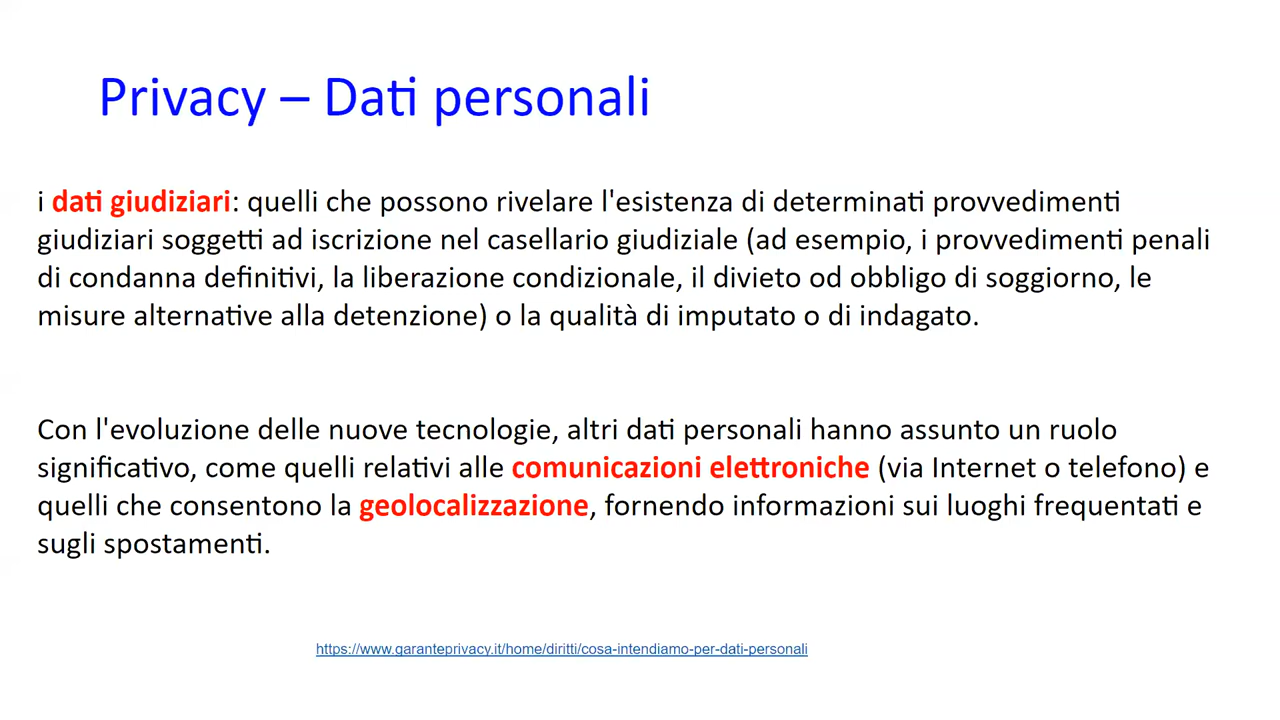 Privacy – Dati personali
i dati giudiziari: quelli che possono rivelare l'esistenza di determinati provvedimenti
giudiziari soggetti ad iscrizione nel casellario giudiziale (ad esempio, i provvedimenti penali
di condanna definitivi, la liberazione condizionale, il divieto od obbligo di soggiorno, le
misure alternative alla detenzione) o la qualità di imputato o di indagato.
Con l'evoluzione delle nuove tecnologie, altri dati personali hanno assunto un ruolo
significativo, come quelli relativi alle comunicazioni elettroniche (via Internet o telefono) e
quelli che consentono la geolocalizzazione, fornendo informazioni sui luoghi frequentati e
sugli spostamenti.
https://www.garanteprivacy.it/home/diritti/cosa-intendiamo-per-dati-personali